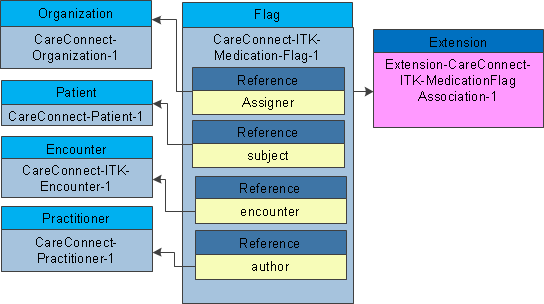 Organization
CareConnect-
Organization-1
Patient
CareConnect-Patient-1
Encounter
CareConnect-ITK-
Encounter-1
Practitioner
CareConnect-
Practitioner-1
Flag
CareConnect-ITK-
Medication-Flag-1
Reference
Assigner
Reference
subject
Reference
encounter
Reference
author
Extension
Extension-CareConnect-
ITK-MedicationFlag
Association-1